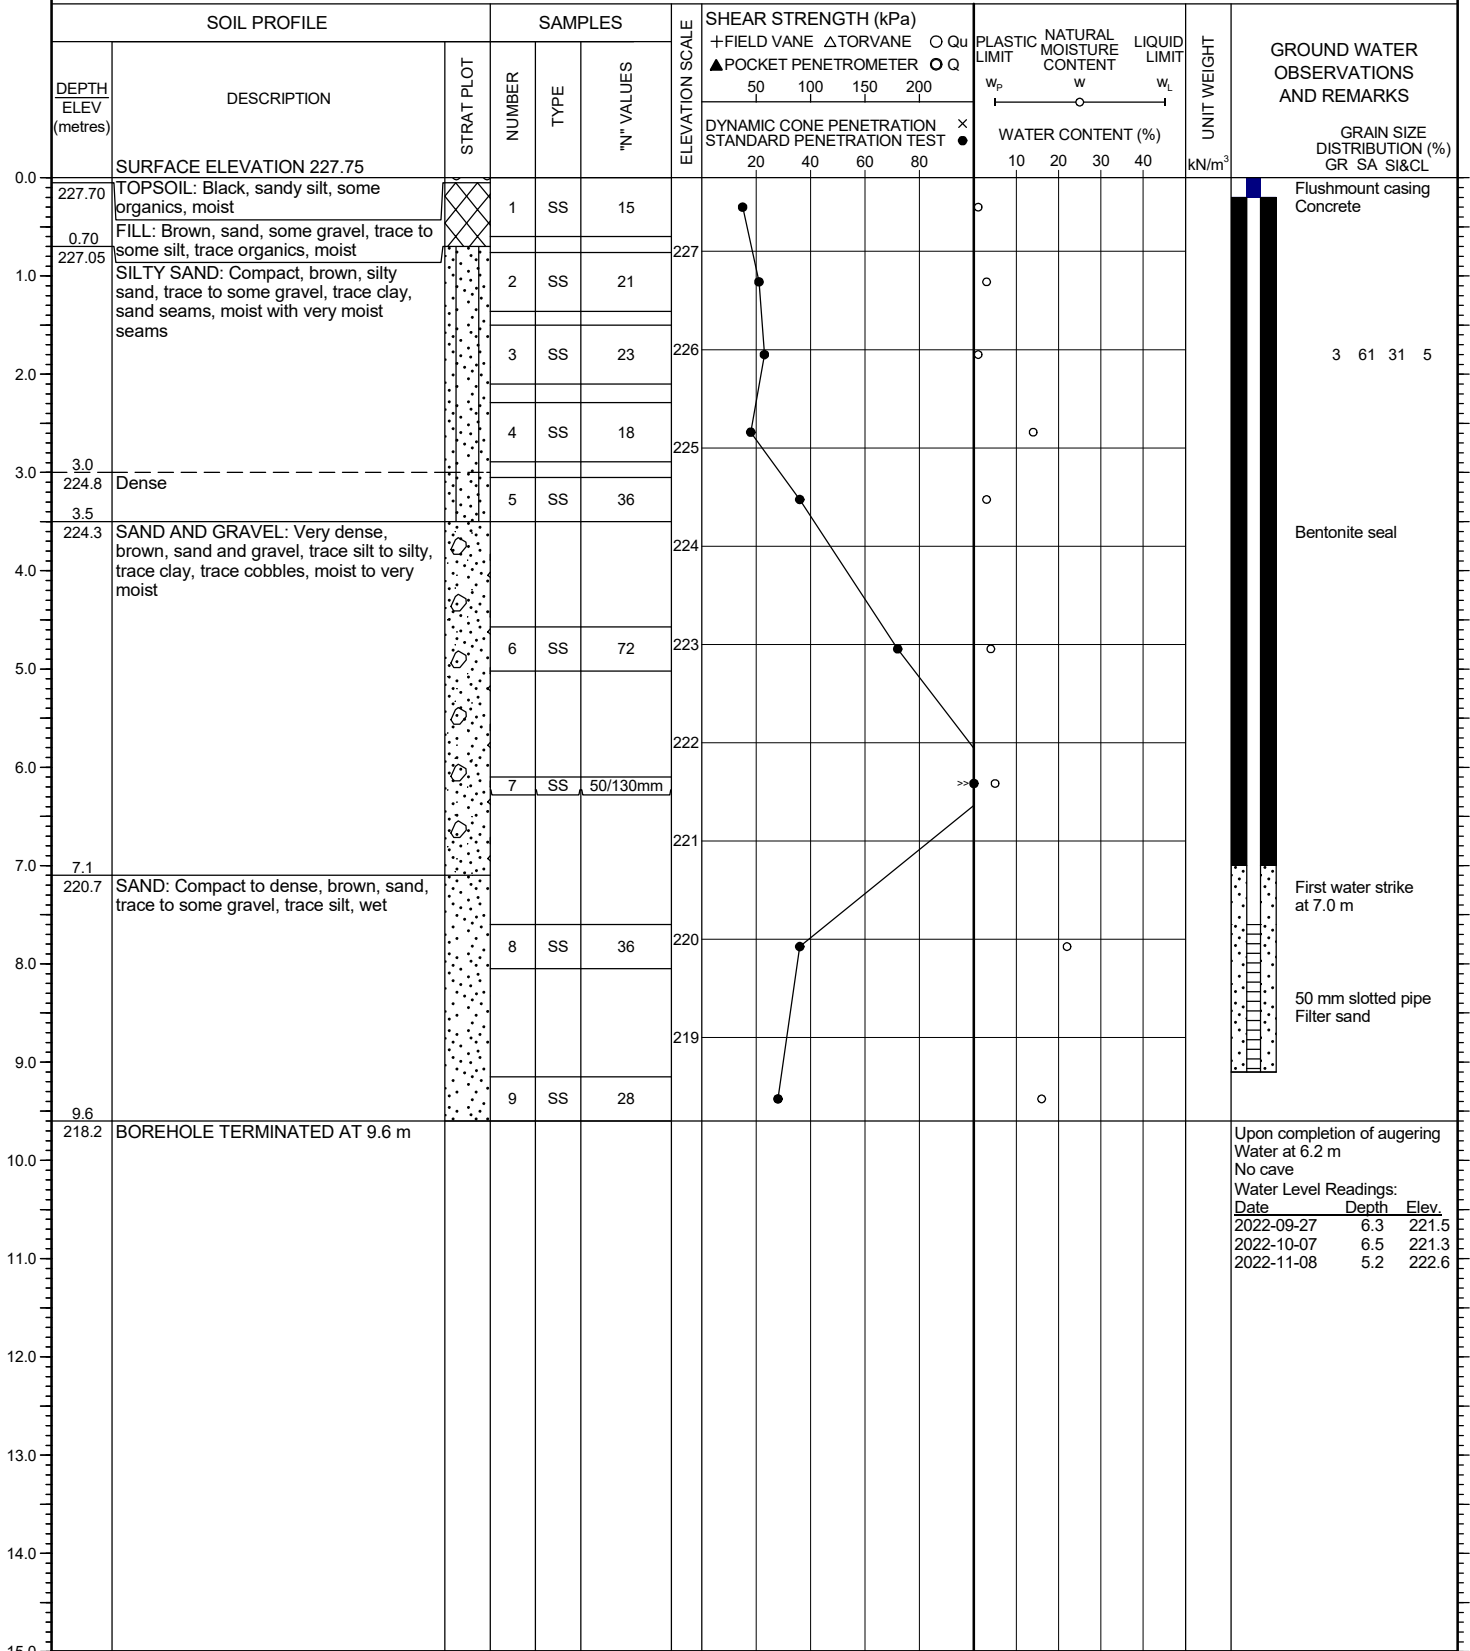 SOIL PROFILE
SAMPLES
DEPTH
ELEV
(metres)
DESCRIPTION
STRAT PLOT
NUMBER
TYPE
"N" VALUES
ELEVATION SCALE
SHEAR STRENGTH (kPa)
+FIELD VANE △TORVANE ○ Qu
▲POCKET PENETROMETER O Q
50 100 150 200
DYNAMIC CONE PENETRATION ×
STANDARD PENETRATION TEST ●
20 40 60 80
PLASTIC LIMIT
NATURAL MOISTURE CONTENT
LIQUID LIMIT
wP w wL
WATER CONTENT (%)
10 20 30 40
UNIT WEIGHT
kN/m³
GROUND WATER
OBSERVATIONS
AND REMARKS
GRAIN SIZE
DISTRIBUTION (%)
GR SA SI&CL
SURFACE ELEVATION 227.75
0.0
227.70
TOPSOIL: Black, sandy silt, some
organics, moist
1 SS 15
Flushmount casing
Concrete
FILL: Brown, sand, some gravel, trace to
some silt, trace organics, moist
0.70
227.05
227
1.0
SILTY SAND: Compact, brown, silty
sand, trace to some gravel, trace clay,
sand seams, moist with very moist
seams
2 SS 21
226
3 SS 23
3 61 31 5
2.0
4 SS 18
225
3.0
3.0
224.8
Dense
5 SS 36
3.5
224.3
SAND AND GRAVEL: Very dense,
brown, sand and gravel, trace silt to silty,
trace clay, trace cobbles, moist to very
moist
224
Bentonite seal
4.0
6 SS 72
223
5.0
222
6.0
7 SS 50/130mm
>>
221
7.0
7.1
220.7
SAND: Compact to dense, brown, sand,
trace to some gravel, trace silt, wet
First water strike
at 7.0 m
8 SS 36
220
8.0
50 mm slotted pipe
Filter sand
219
9.0
9 SS 28
9.6
218.2
BOREHOLE TERMINATED AT 9.6 m
Upon completion of augering
Water at 6.2 m
No cave
Water Level Readings:
Date Depth Elev.
2022-09-27 6.3 221.5
2022-10-07 6.5 221.3
2022-11-08 5.2 222.6
10.0
11.0
12.0
13.0
14.0
15.0